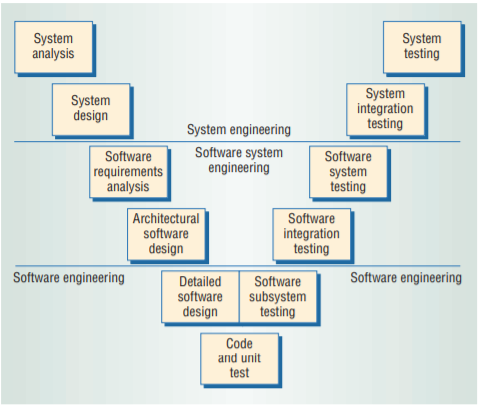 System
analysis
System
testing
System
design
System
integration
testing
System engineering
Software system
engineering
Software
requirements
analysis
Software
system
testing
Architectural
software
design
Software
integration
testing
Software engineering
Software engineering
Detailed
software
design
Software
subsystem
testing
Code
and unit
test